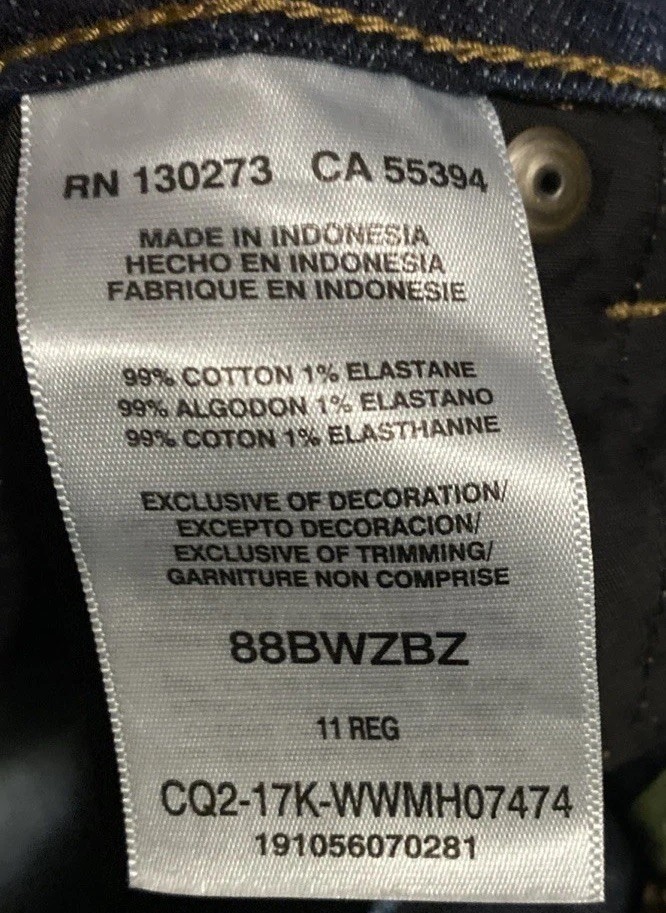 RN 130273 CA 55394
MADE IN INDONESIA
HECHO EN INDONESIA
FABRIQUE EN INDONESIE
99% COTTON 1% ELASTANE
99% ALGODON 1% ELASTANO
99% COTON 1% ELASTHANNE
EXCLUSIVE OF DECORATION/
EXCEPTO DECORACION/
EXCLUSIVE OF TRIMMING/
GARNITURE NON COMPRISE
88BWZBZ
11 REG
CQ2-17K-WWMH07474
191056070281